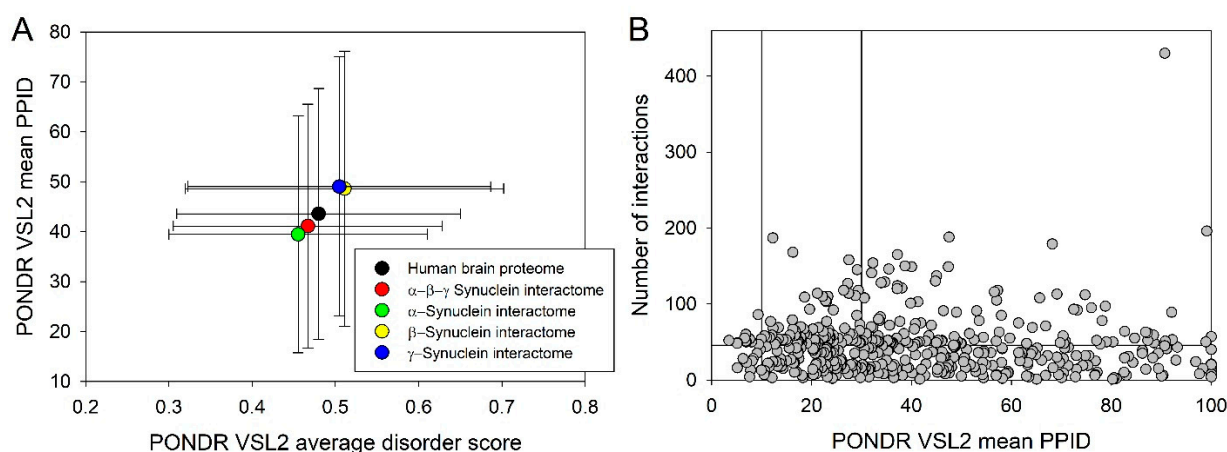 A
PONDR VSL2 mean PPID
80
70
60
50
40
30
20
10
0.2 0.3 0.4 0.5 0.6 0.7 0.8
PONDR VSL2 average disorder score
Human brain proteome
α−β−γ Synuclein interactome
α−Synuclein interactome
β−Synuclein interactome
γ−Synuclein interactome
B
Number of interactions
400
300
200
100
0
0 20 40 60 80 100
PONDR VSL2 mean PPID